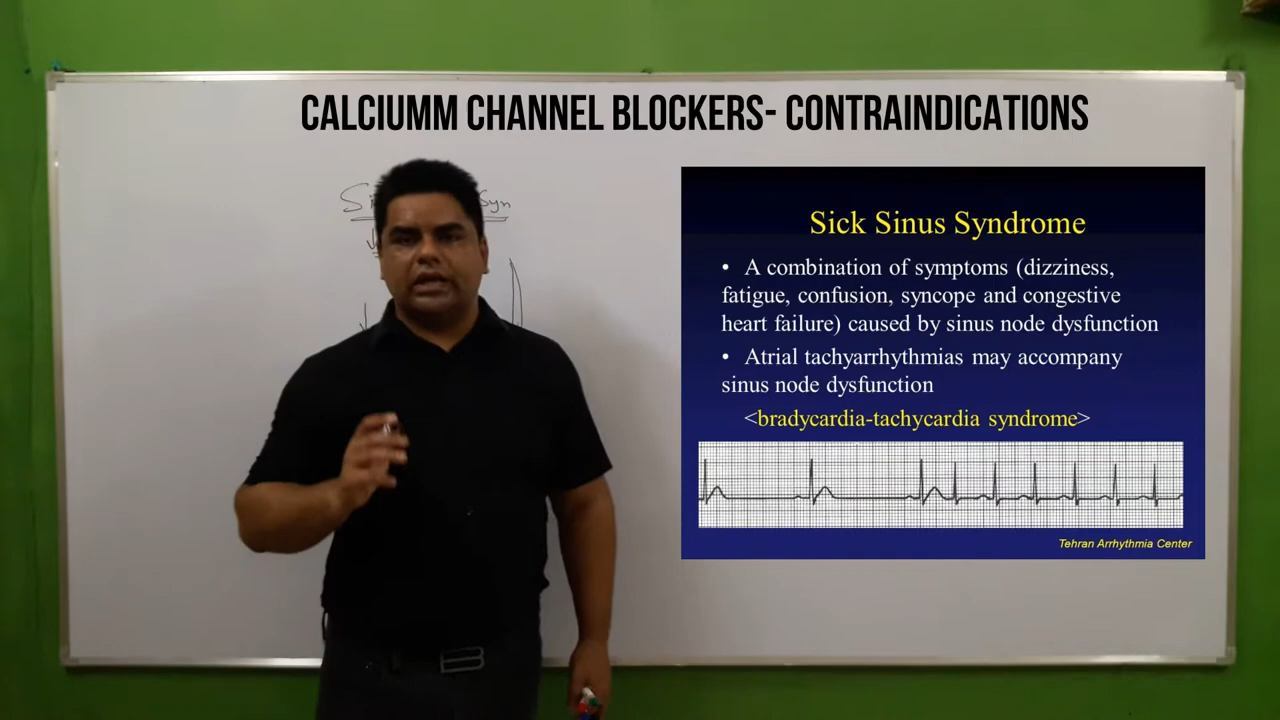 CALCIUMM CHANNEL BLOCKERS- CONTRAINDICATIONS
Syn
Sick Sinus Syndrome
• A combination of symptoms (dizziness,
fatigue, confusion, syncope and congestive
heart failure) caused by sinus node dysfunction
• Atrial tachyarrhythmias may accompany
sinus node dysfunction
<bradycardia-tachycardia syndrome>
Tehran Arrhythmia Center